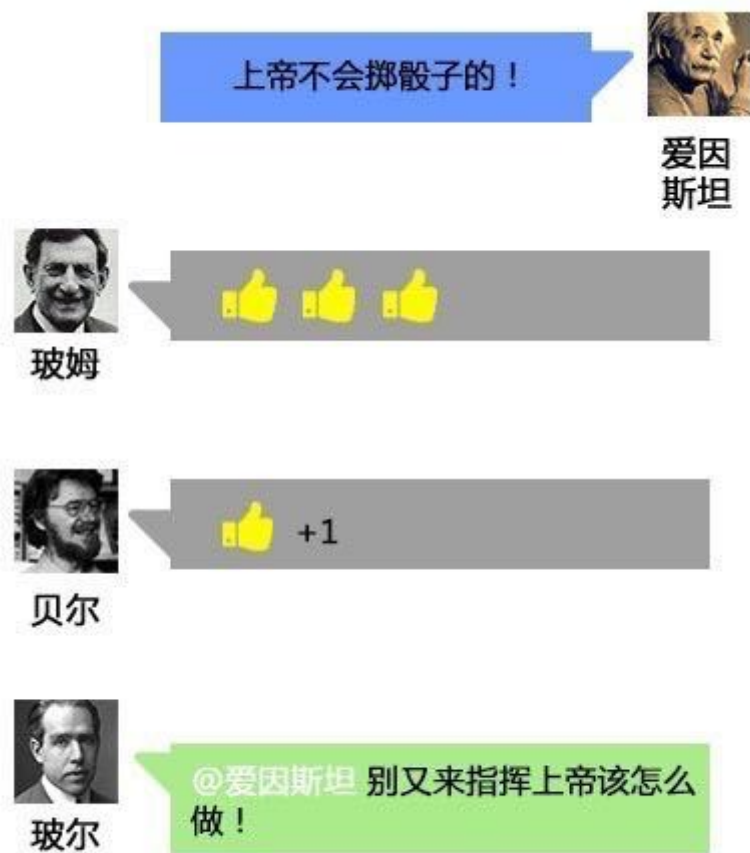 上帝不会掷骰子的！
爱因
斯坦
玻姆
+1
贝尔
@爱因斯坦 别又来指挥上帝该怎么
做！
玻尔